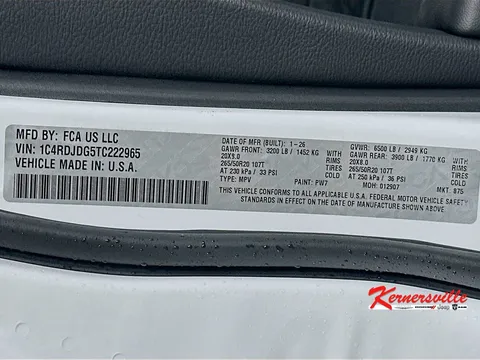 MFD BY: FCA US LLC
VIN: 1C4RDJDG5TC222965
VEHICLE MADE IN: U.S.A.
DATE OF MFR (BUILT): 1-26 GVWR: 6500 LB / 2949 KG
GAWR FRONT: 3200 LB / 1452 KG GAWR REAR: 3900 LB / 1770 KG
20X8.0 TIRES 20X8.0 TIRES
265/50R20 107T RIMS 265/50R20 107T RIMS
AT 230 kPa / 33 PSI COLD AT 250 kPa / 36 PSI COLD
TYPE: MPV PAINT: PW7 MDH: 012907 MKT 875
THIS VEHICLE CONFORMS TO ALL APPLICABLE U.S.A. FEDERAL MOTOR VEHICLE SAFETY
STANDARDS IN EFFECT ON THE DATE OF MANUFACTURE SHOWN ABOVE.
Kernersville
Jeep